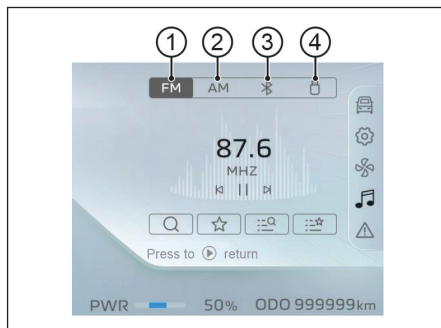 1 2 3 4
FM AM
87.6
MHZ
Press to return
PWR 50% ODO 999999km